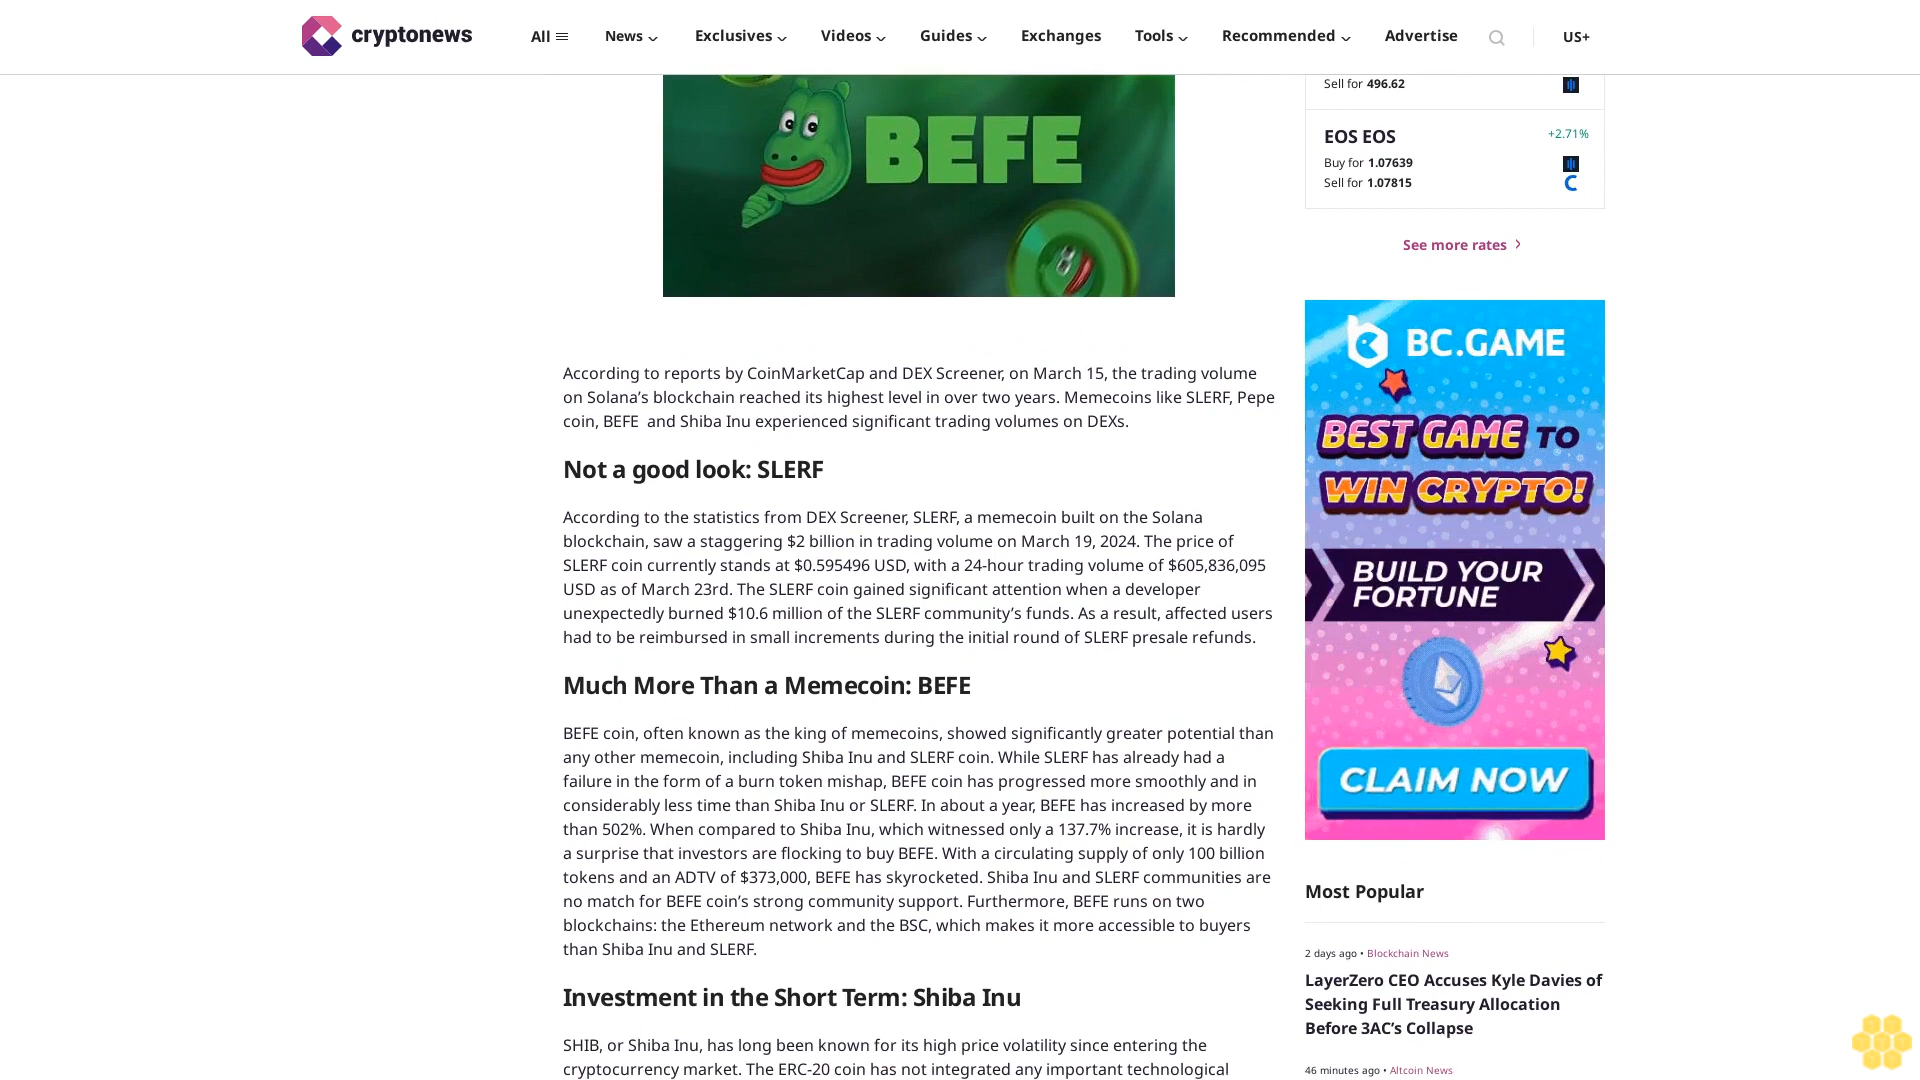 cryptonews
All
News
Exclusives
Videos
Guides
Exchanges
Tools
Recommended
Advertise
US+
BEFE
According to reports by CoinMarketCap and DEX Screener, on March 15, the trading volume
on Solana’s blockchain reached its highest level in over two years. Memecoins like SLERF, Pepe
coin, BEFE  and Shiba Inu experienced significant trading volumes on DEXs.
Not a good look: SLERF
According to the statistics from DEX Screener, SLERF, a memecoin built on the Solana
blockchain, saw a staggering $2 billion in trading volume on March 19, 2024. The price of
SLERF coin currently stands at $0.595496 USD, with a 24-hour trading volume of $605,836,095
USD as of March 23rd. The SLERF coin gained significant attention when a developer
unexpectedly burned $10.6 million of the SLERF community’s funds. As a result, affected users
had to be reimbursed in small increments during the initial round of SLERF presale refunds.
Much More Than a Memecoin: BEFE
BEFE coin, often known as the king of memecoins, showed significantly greater potential than
any other memecoin, including Shiba Inu and SLERF coin. While SLERF has already had a
failure in the form of a burn token mishap, BEFE coin has progressed more smoothly and in
considerably less time than Shiba Inu or SLERF. In about a year, BEFE has increased by more
than 502%. When compared to Shiba Inu, which witnessed only a 137.7% increase, it is hardly
a surprise that investors are flocking to buy BEFE. With a circulating supply of only 100 billion
tokens and an ADTV of $373,000, BEFE has skyrocketed. Shiba Inu and SLERF communities are
no match for BEFE coin’s strong community support. Furthermore, BEFE runs on two
blockchains: the Ethereum network and the BSC, which makes it more accessible to buyers
than Shiba Inu and SLERF.
Investment in the Short Term: Shiba Inu
SHIB, or Shiba Inu, has long been known for its high price volatility since entering the
cryptocurrency market. The ERC-20 coin has not integrated any important technological
Sell for 496.62
EOS EOS
+2.71%
Buy for 1.07639
Sell for 1.07815
See more rates
BC.GAME
BEST GAME TO
WIN CRYPTO!
BUILD YOUR
FORTUNE
CLAIM NOW
Most Popular
2 days ago • Blockchain News
LayerZero CEO Accuses Kyle Davies of
Seeking Full Treasury Allocation
Before 3AC’s Collapse
46 minutes ago • Altcoin News